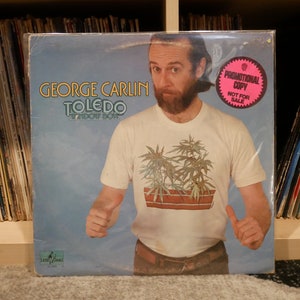 GEORGE CARLIN
TOLEDO
WINDOW BOX
PROMOTIONAL
COPY
NOT FOR
SALE